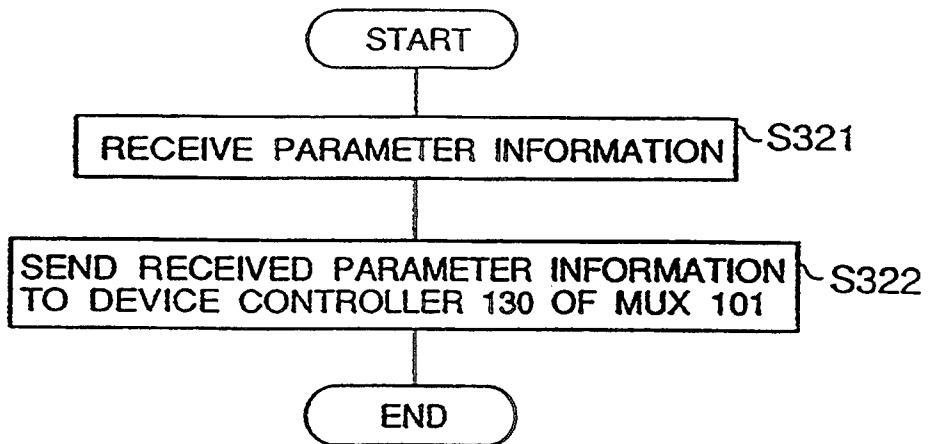 START
RECEIVE PARAMETER INFORMATION
S321
SEND RECEIVED PARAMETER INFORMATION
TO DEVICE CONTROLLER 130 OF MUX 101
S322
END